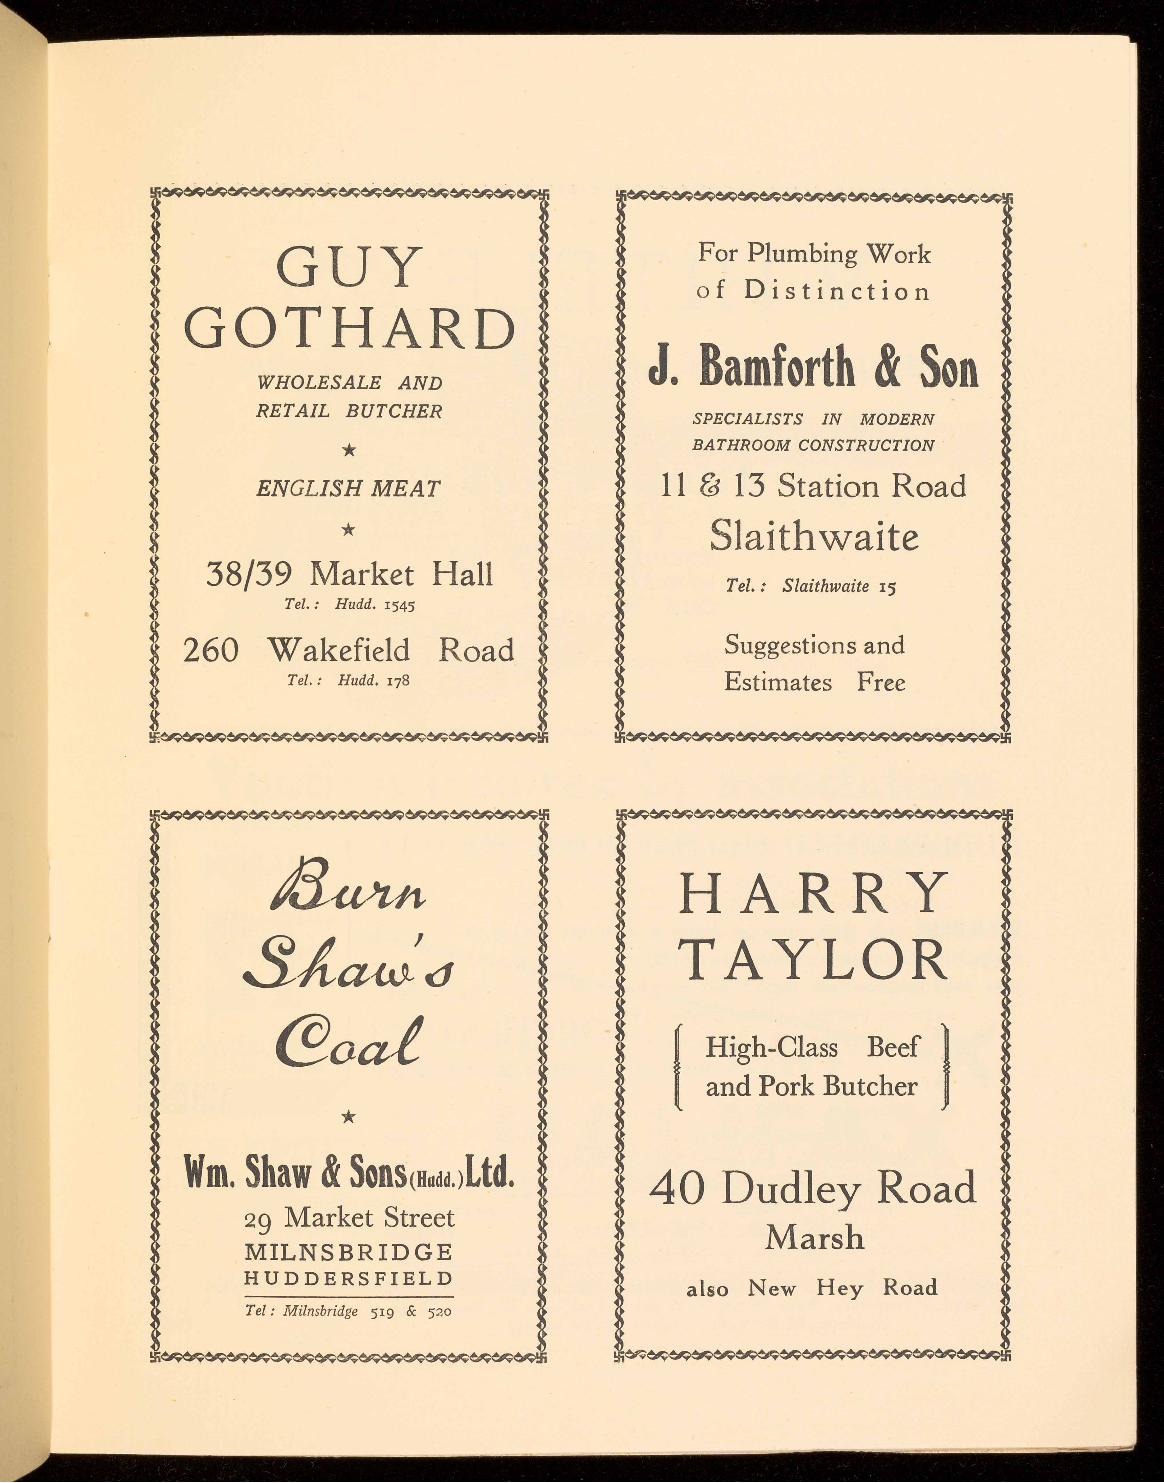 GUY
GOTHARD
WHOLESALE AND
RETAIL BUTCHER
ENGLISH MEAT
38/39 Market Hall
Tel.: Hudd. 1545
260 Wakefield Road
Tel.: Hudd. 178
For Plumbing Work
of Distinction
J. Bamforth & Son
SPECIALISTS IN MODERN
BATHROOM CONSTRUCTION
11 & 13 Station Road
Slaithwaite
Tel.: Slaithwaite 15
Suggestions and
Estimates Free
Burn
Shaw's
Coal
Wm. Shaw & Sons (Hudd.) Ltd.
29 Market Street
MILNSBRIDGE
HUDDERSFIELD
Tel: Milnsbridge 519 & 520
HARRY
TAYLOR
High-Class Beef
and Pork Butcher
40 Dudley Road
Marsh
also New Hey Road